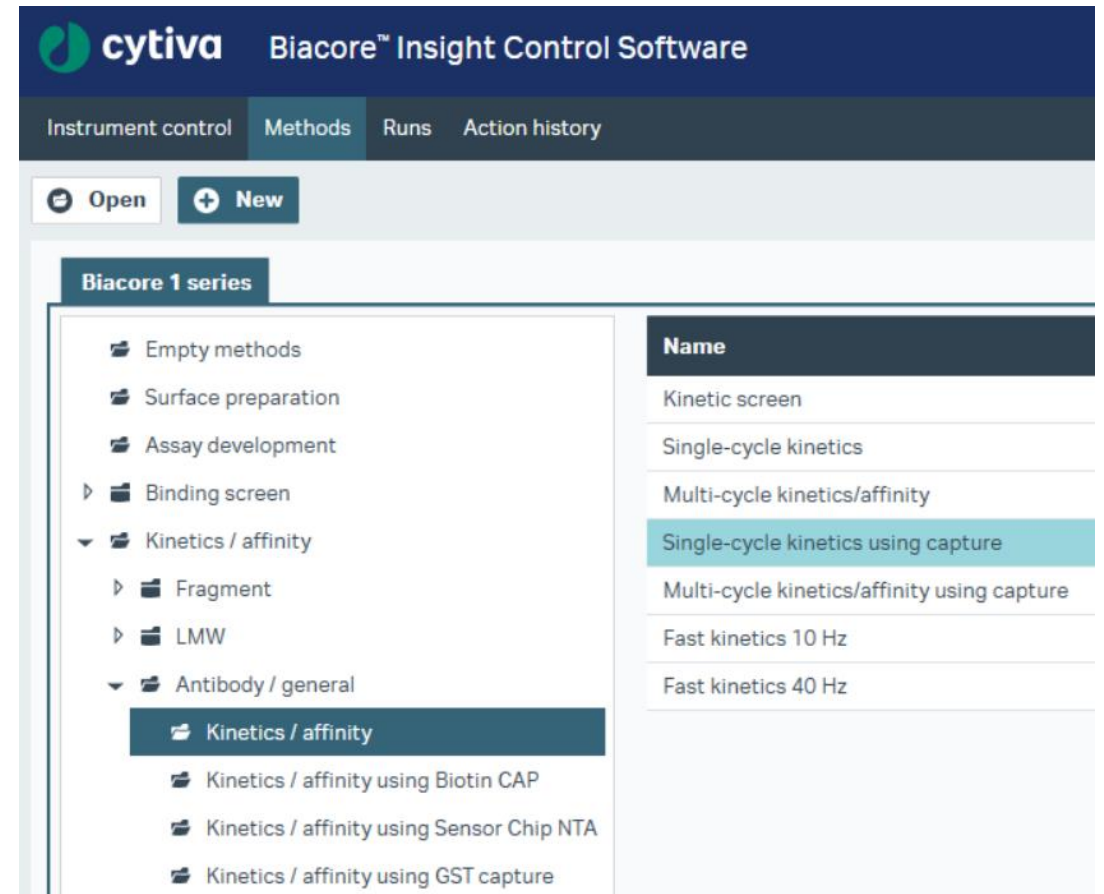 cytiva Biacore™ Insight Control Software
Instrument control Methods Runs Action history
Open New
Biacore 1 series
Empty methods
Surface preparation
Assay development
Binding screen
Kinetics / affinity
Fragment
LMW
Antibody / general
Kinetics / affinity
Kinetics / affinity using Biotin CAP
Kinetics / affinity using Sensor Chip NTA
Kinetics / affinity using GST capture
Name
Kinetic screen
Single-cycle kinetics
Multi-cycle kinetics/affinity
Single-cycle kinetics using capture
Multi-cycle kinetics/affinity using capture
Fast kinetics 10 Hz
Fast kinetics 40 Hz